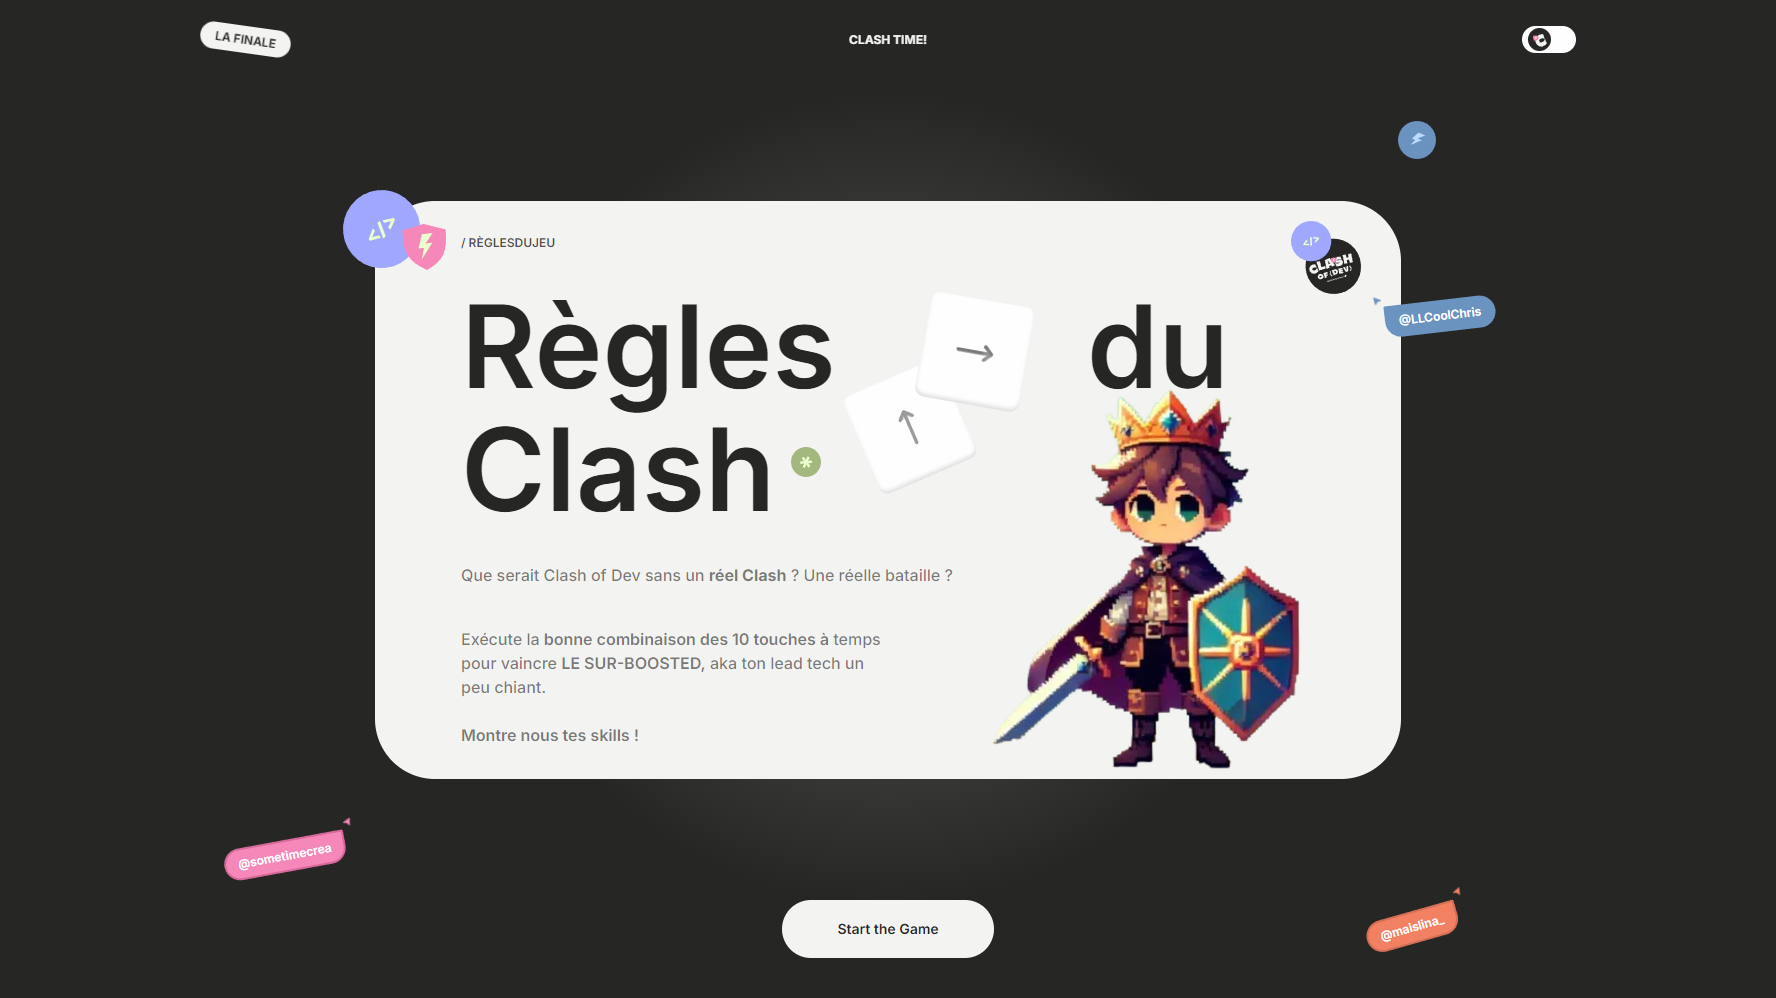 LA FINALE
CLASH TIME!
/ RÈGLESDUJEU
</>
CLASH
OF {DEV}
@LLCoolChris
Règles du
Clash
Que serait Clash of Dev sans un réel Clash ? Une réelle bataille ?
Exécute la bonne combinaison des 10 touches à temps
pour vaincre LE SUR-BOOSTED, aka ton lead tech un
peu chiant.
Montre nous tes skills !
@sometimecrea
Start the Game
@maislina_